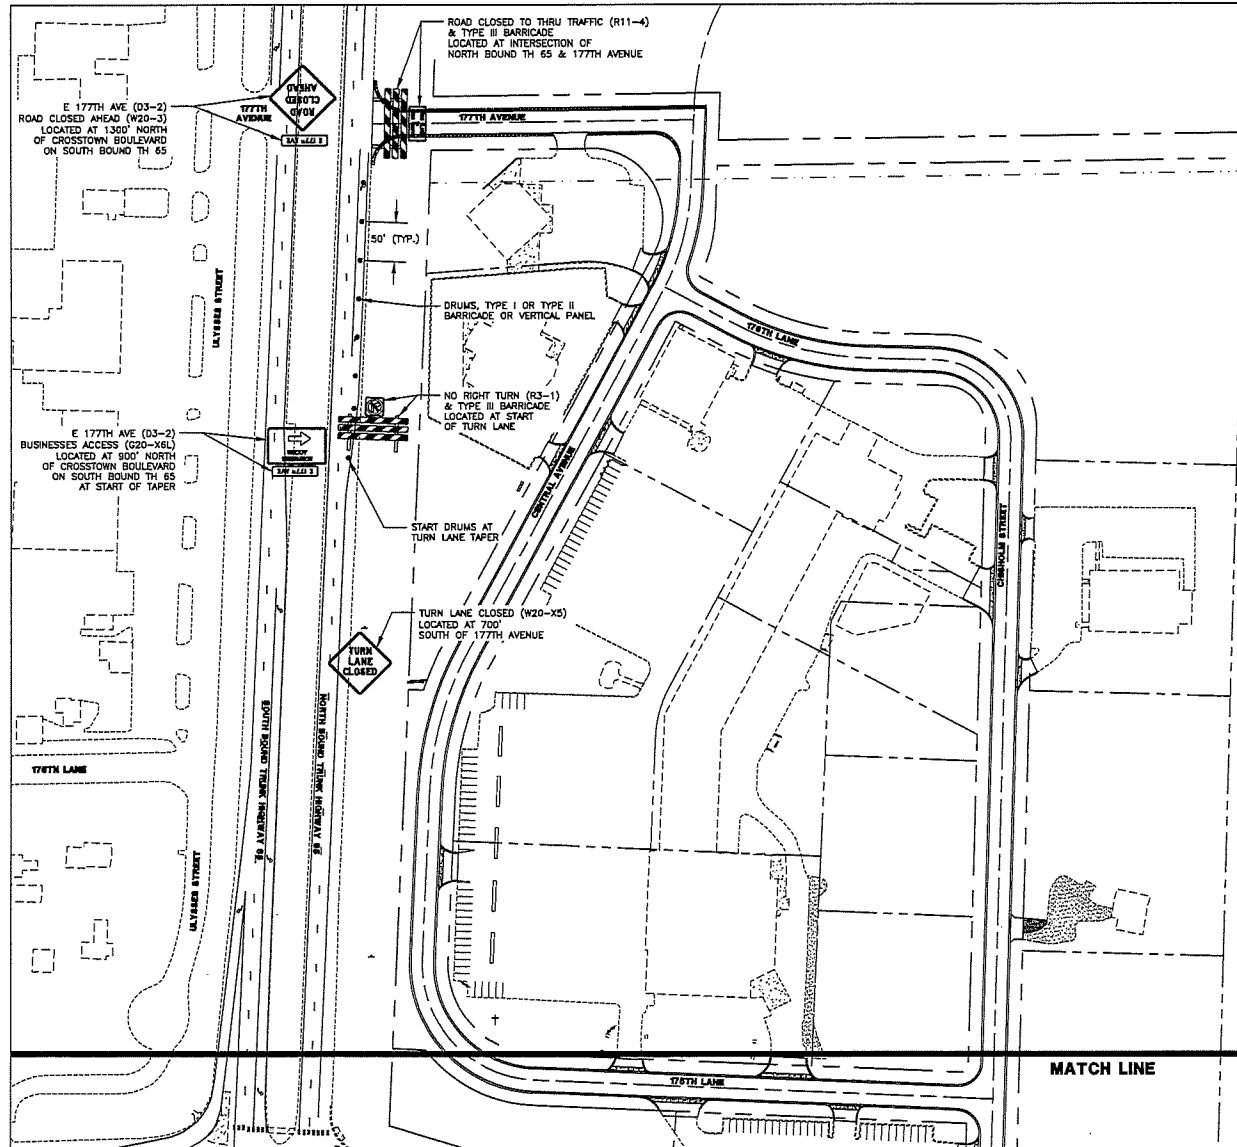 ROAD CLOSED TO THRU TRAFFIC (R11-4)
& TYPE III BARRICADE
LOCATED AT INTERSECTION OF
NORTH BOUND TH 65 & 177TH AVENUE
E 177TH AVE (D3-2)
ROAD CLOSED AHEAD (W20-3)
LOCATED AT 1300' NORTH
OF CROSSTOWN BOULEVARD
ON SOUTH BOUND TH 65
177TH
AVENUE
ROAD
CLOSED
AHEAD
E 177TH AVE
177TH AVENUE
50' (TYP.)
DRUMS, TYPE I OR TYPE II
BARRICADE OR VERTICAL PANEL
ULYSSES STREET
176TH LANE
NO RIGHT TURN (R3-1)
& TYPE III BARRICADE
LOCATED AT START
OF TURN LANE
E 177TH AVE (D3-2)
BUSINESSES ACCESS (G20-X6L)
LOCATED AT 900' NORTH
OF CROSSTOWN BOULEVARD
ON SOUTH BOUND TH 65
AT START OF TAPER
E 177TH AVE
CENTRAL AVENUE
START DRUMS AT
TURN LANE TAPER
CHISHOLM STREET
TURN LANE CLOSED (W20-X5)
LOCATED AT 700'
SOUTH OF 177TH AVENUE
TURN
LANE
CLOSED
SOUTH BOUND TRUNK HIGHWAY 65
NORTH BOUND TRUNK HIGHWAY 65
176TH LANE
ULYSSES STREET
MATCH LINE
175TH LANE